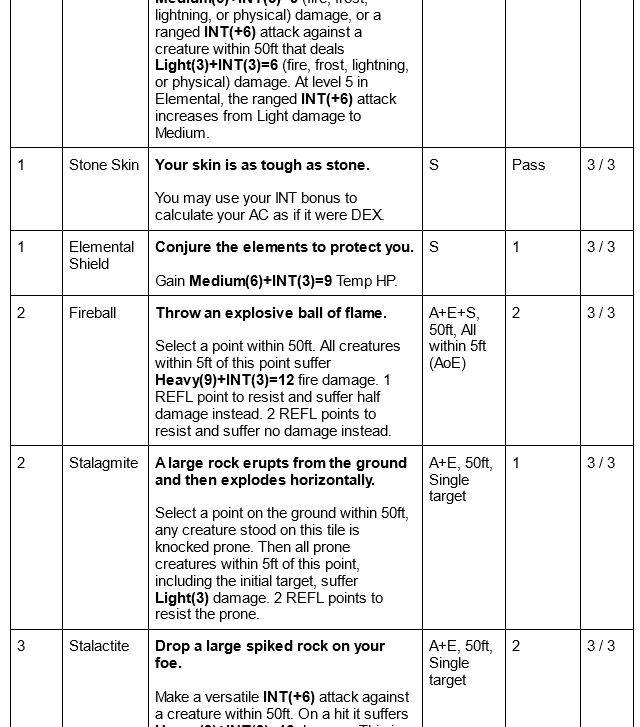 Medium(6)+INT(3)=9 (fire, frost,
lightning, or physical) damage, or a
ranged INT(+6) attack against a
creature within 50ft that deals
Light(3)+INT(3)=6 (fire, frost, lightning,
or physical) damage. At level 5 in
Elemental, the ranged INT(+6) attack
increases from Light damage to
Medium.
1
Stone Skin
Your skin is as tough as stone.
You may use your INT bonus to
calculate your AC as if it were DEX.
S
Pass
3 / 3
1
Elemental
Shield
Conjure the elements to protect you.
Gain Medium(6)+INT(3)=9 Temp HP.
S
1
3 / 3
2
Fireball
Throw an explosive ball of flame.
Select a point within 50ft. All creatures
within 5ft of this point suffer
Heavy(9)+INT(3)=12 fire damage. 1
REFL point to resist and suffer half
damage instead. 2 REFL points to
resist and suffer no damage instead.
A+E+S,
50ft, All
within 5ft
(AoE)
2
3 / 3
2
Stalagmite
A large rock erupts from the ground
and then explodes horizontally.
Select a point on the ground within 50ft,
any creature stood on this tile is
knocked prone. Then all prone
creatures within 5ft of this point,
including the initial target, suffer
Light(3) damage. 2 REFL points to
resist the prone.
A+E, 50ft,
Single
target
1
3 / 3
3
Stalactite
Drop a large spiked rock on your
foe.
Make a versatile INT(+6) attack against
a creature within 50ft. On a hit it suffers
A+E, 50ft,
Single
target
2
3 / 3